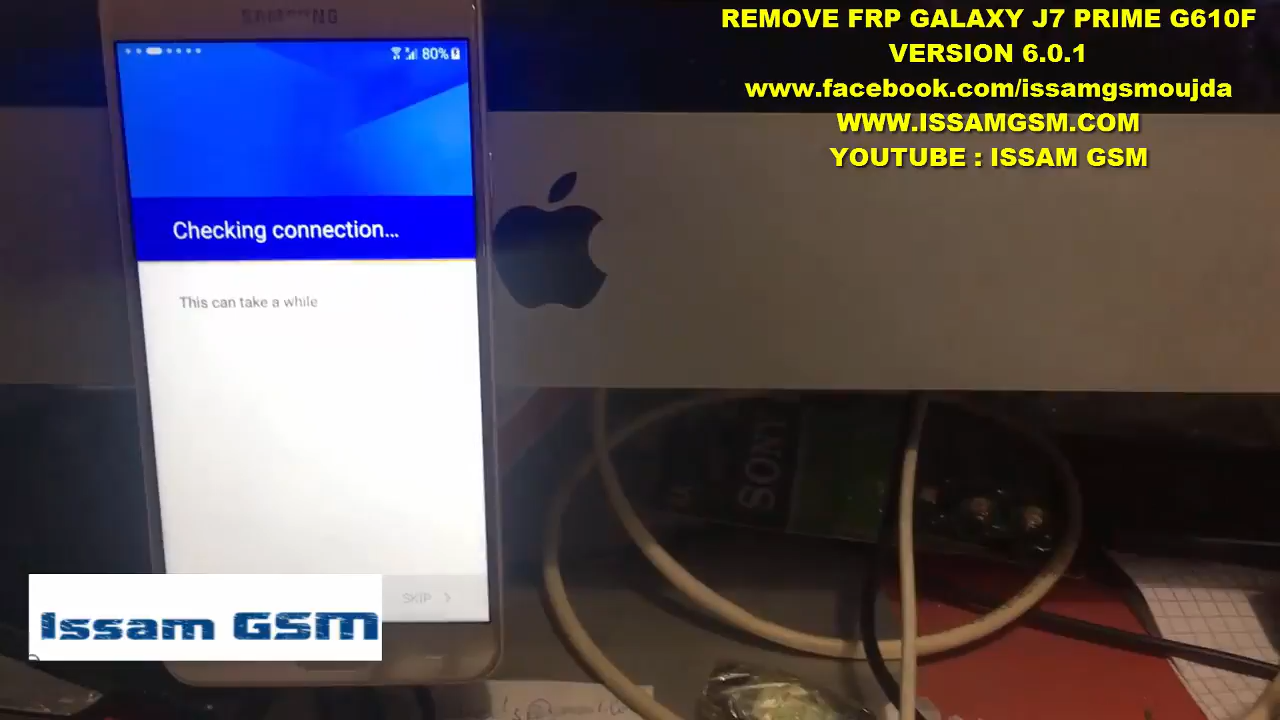 SAMSUNG
REMOVE FRP GALAXY J7 PRIME G610F
VERSION 6.0.1
www.facebook.com/issamgsmoujda
WWW.ISSAMGSM.COM
YOUTUBE : ISSAM GSM
80%
Checking connection...
This can take a while
SONY
SKIP
Issam GSM